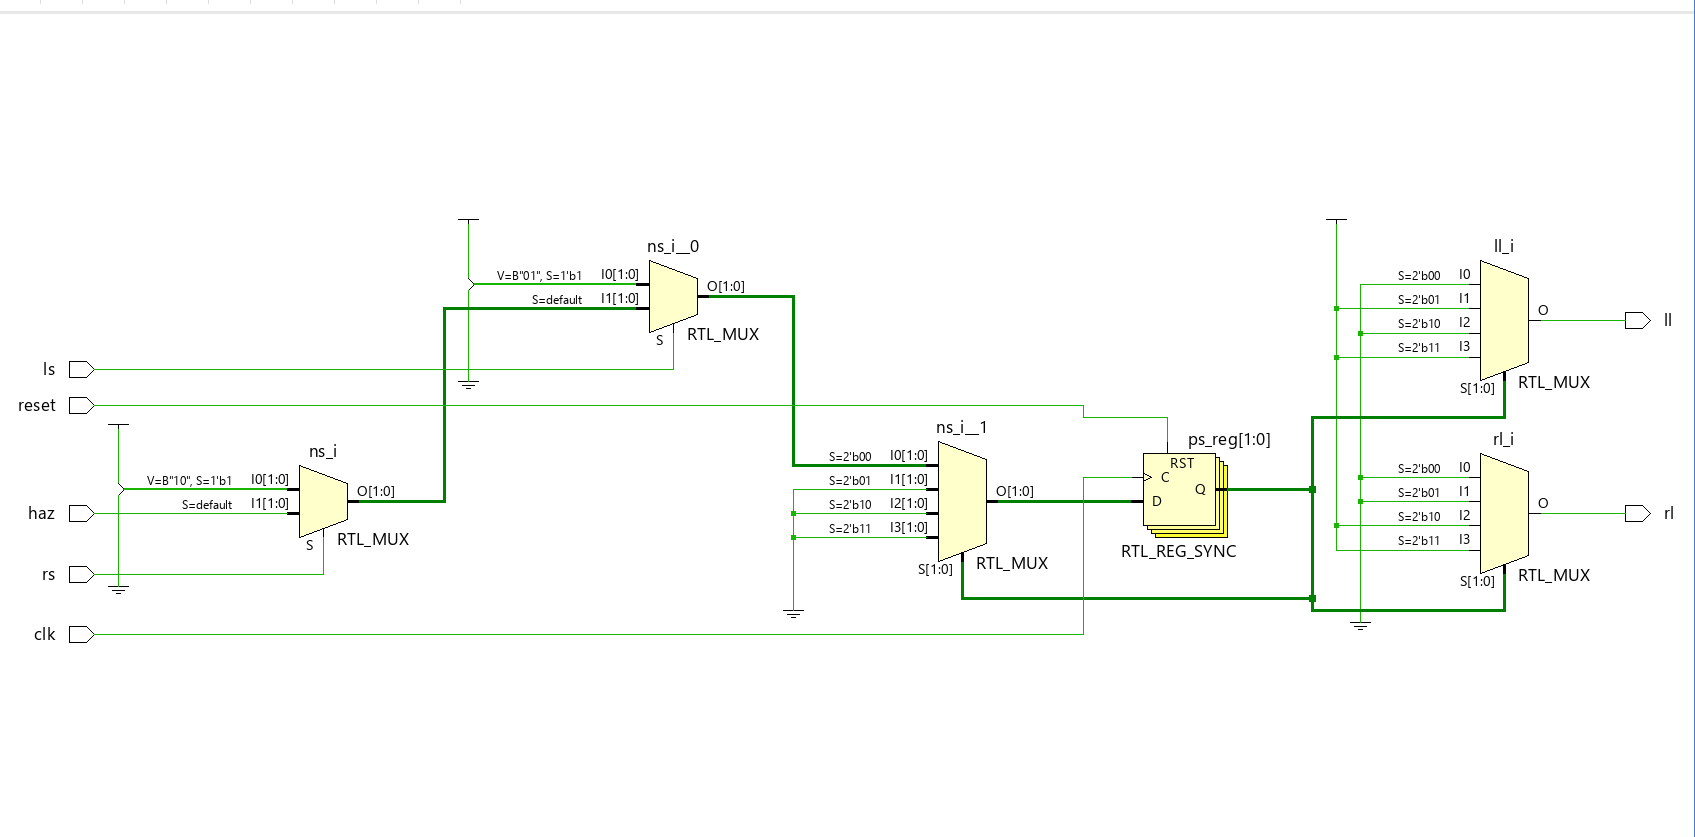 ns_i__0
V=B"01", S=1'b1
I0[1:0]
S=default
I1[1:0]
O[1:0]
S
RTL_MUX
ls
reset
ns_i
V=B"10", S=1'b1
I0[1:0]
S=default
I1[1:0]
O[1:0]
S
RTL_MUX
haz
rs
clk
ns_i__1
S=2'b00
I0[1:0]
S=2'b01
I1[1:0]
S=2'b10
I2[1:0]
S=2'b11
I3[1:0]
O[1:0]
S[1:0]
RTL_MUX
ps_reg[1:0]
RST
C
Q
D
RTL_REG_SYNC
ll_i
S=2'b00
I0
S=2'b01
I1
S=2'b10
I2
S=2'b11
I3
O
S[1:0]
RTL_MUX
ll
rl_i
S=2'b00
I0
S=2'b01
I1
S=2'b10
I2
S=2'b11
I3
O
S[1:0]
RTL_MUX
rl